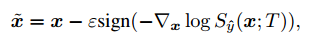 x̃ = x − εsign(−∇ₓ log S_ŷ(x; T)),